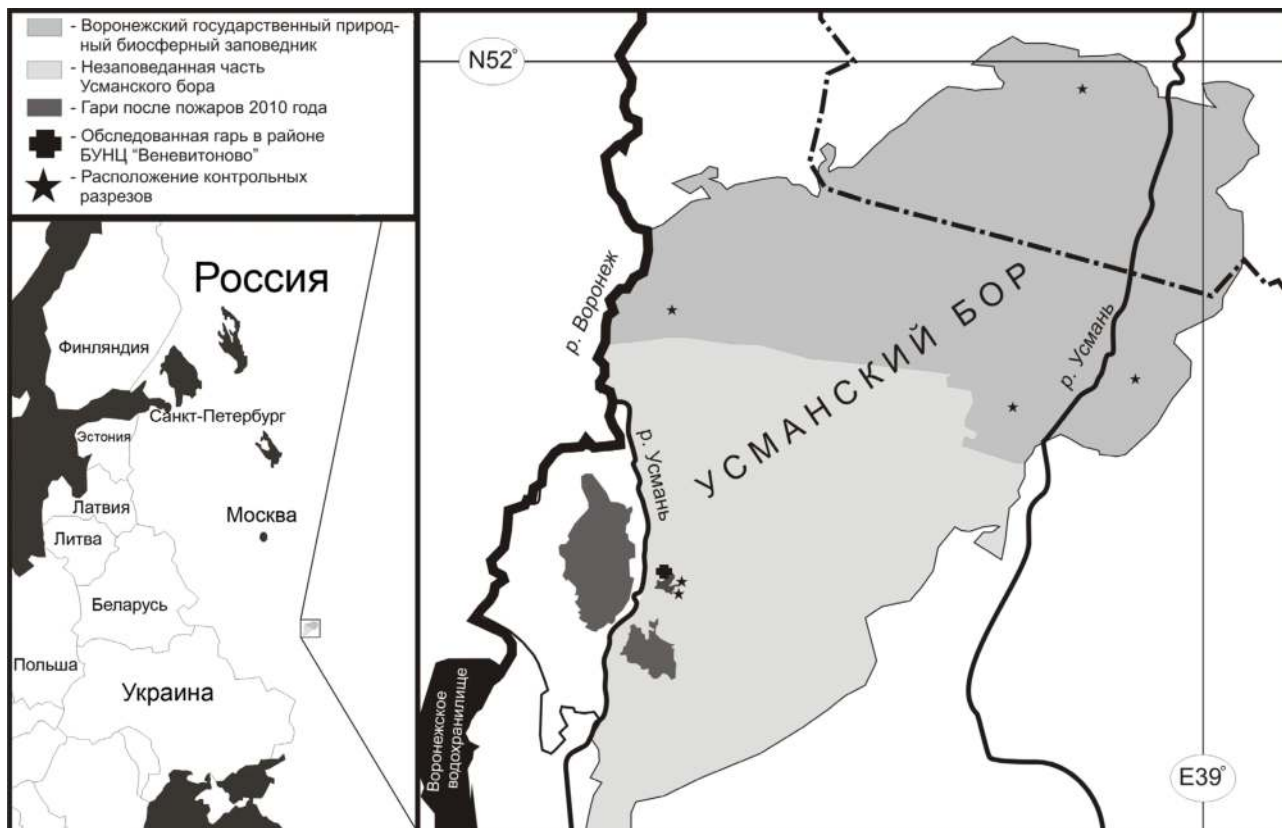 - Воронежский государственный природ-
ный биосферный заповедник
- Незаповеданная часть
Усманского бора
- Гари после пожаров 2010 года
- Обследованная гарь в районе
БУНЦ "Веневитоново"
- Расположение контрольных
разрезов
Россия
Финляндия
Санкт-Петербург
Эстония
Латвия
Москва
Литва
Беларусь
Польша
Украина
N52°
р. Воронеж
УСМАНСКИЙ БОР
р. Усмань
р. Усмань
Воронежское
водохранилище
E39°